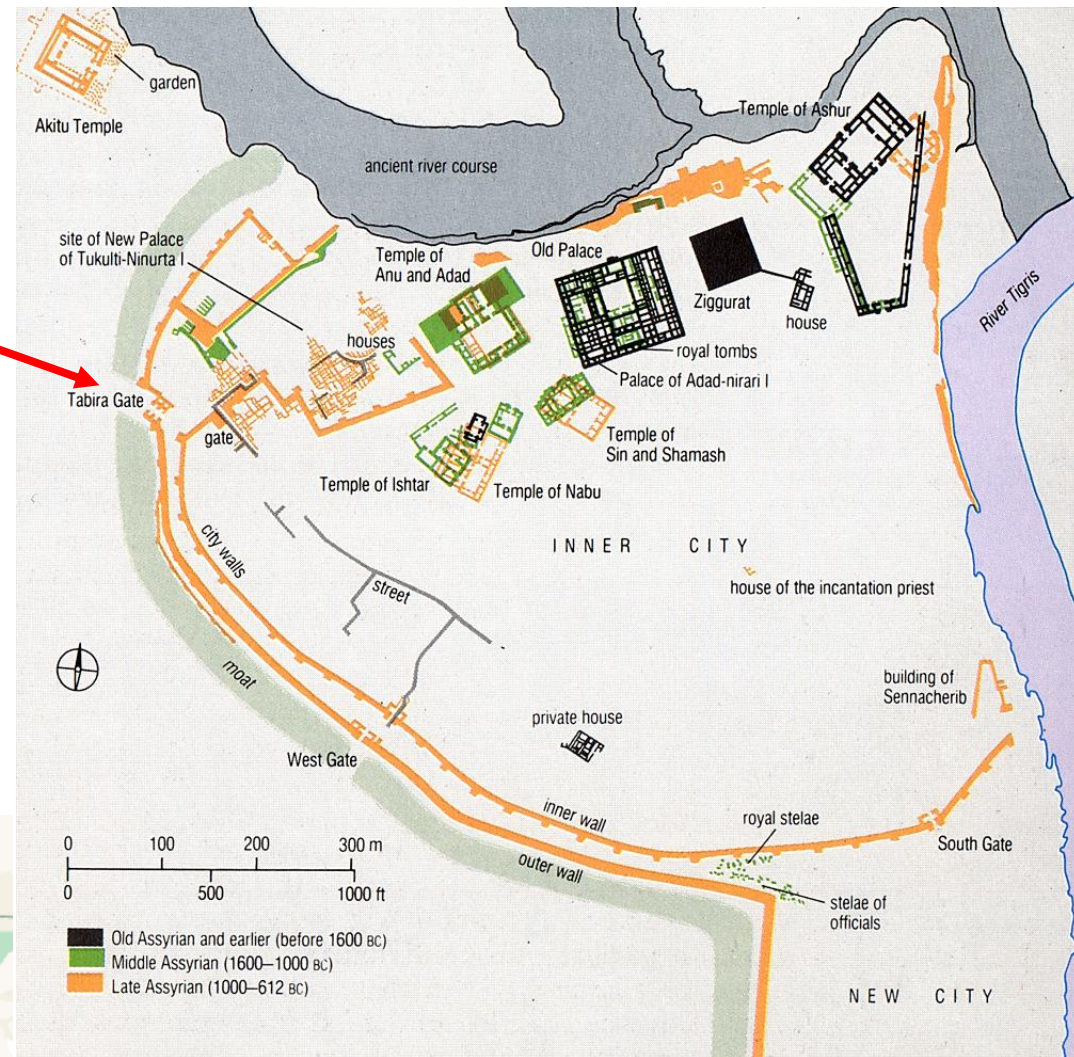 garden
Akitu Temple
ancient river course
Temple of Ashur
site of New Palace
of Tukulti-Ninurta I
Temple of
Anu and Adad
Old Palace
Ziggurat
house
River Tigris
houses
royal tombs
Palace of Adad-nirari I
Tabira Gate
gate
Temple of
Sin and Shamash
Temple of Ishtar
Temple of Nabu
INNER CITY
city walls
street
house of the incantation priest
moat
building of
Sennacherib
private house
West Gate
inner wall
royal stelae
South Gate
outer wall
stelae of
officials
0 100 200 300 m
0 500 1000 ft
Old Assyrian and earlier (before 1600 BC)
Middle Assyrian (1600–1000 BC)
Late Assyrian (1000–612 BC)
NEW CITY